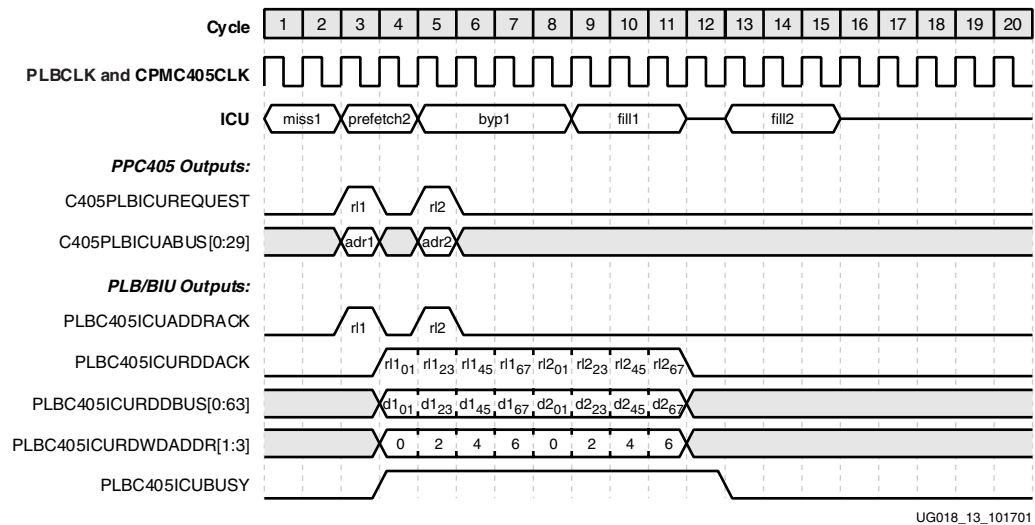 Cycle 1 2 3 4 5 6 7 8 9 10 11 12 13 14 15 16 17 18 19 20
PLBCLK and CPMC405CLK
ICU miss1 prefetch2 byp1 fill1 fill2
PPC405 Outputs:
C405PLBICUREQUEST rl1 rl2
C405PLBICUABUS[0:29] adr1 adr2
PLB/BIU Outputs:
PLBC405ICUADDRACK rl1 rl2
PLBC405ICURDDACK rl1₀₁ rl1₂₃ rl1₄₅ rl1₆₇ rl2₀₁ rl2₂₃ rl2₄₅ rl2₆₇
PLBC405ICURDDBUS[0:63] d1₀₁ d1₂₃ d1₄₅ d1₆₇ d2₀₁ d2₂₃ d2₄₅ d2₆₇
PLBC405ICURDWDADDR[1:3] 0 2 4 6 0 2 4 6
PLBC405ICUBUSY
UG018_13_101701